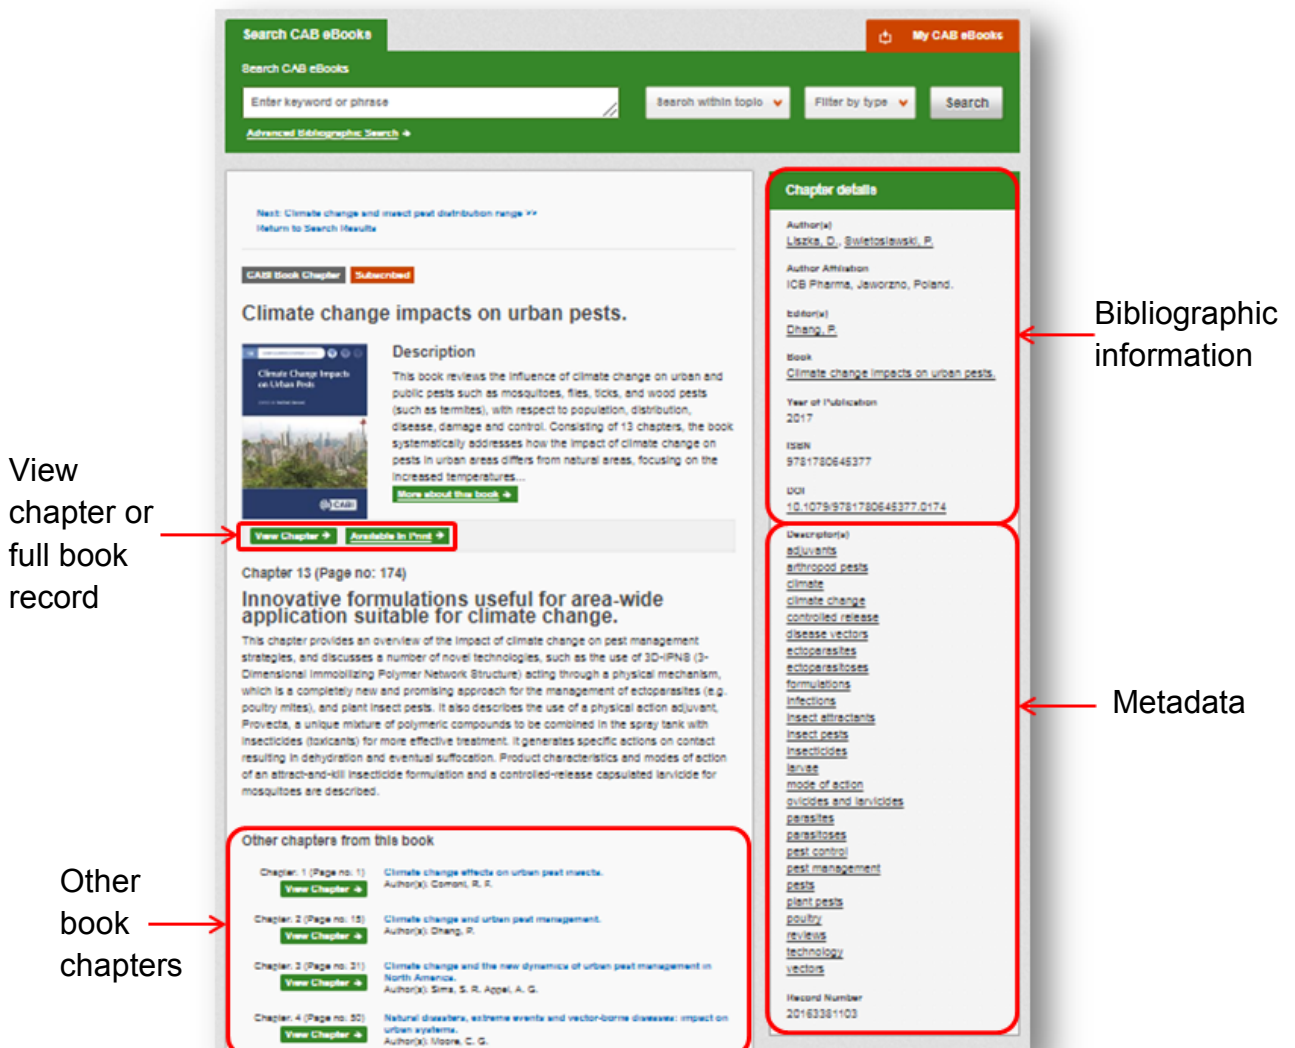 Search CAB eBooks
My CAB eBooks
Search CAB eBooks
Enter keyword or phrase
Search within topic
Filter by type
Search
Advanced Bibliographic Search
Next: Climate change and insect pest distribution range >>
Return to Search Results
CABI Book Chapter
Subscribed
Climate change impacts on urban pests.
Climate Change Impacts
on Urban Pests
CABI
Description
This book reviews the influence of climate change on urban and
public pests such as mosquitoes, flies, ticks, and wood pests
(such as termites), with respect to population, distribution,
disease, damage and control. Consisting of 13 chapters, the book
systematically addresses how the impact of climate change on
pests in urban areas differs from natural areas, focusing on the
increased temperatures...
More about this book
View Chapter
Available in Print
Chapter 13 (Page no: 174)
Innovative formulations useful for area-wide
application suitable for climate change.
This chapter provides an overview of the impact of climate change on pest management
strategies, and discusses a number of novel technologies, such as the use of 3D-IPNS (3-
Dimensional Immobilizing Polymer Network Structure) acting through a physical mechanism,
which is a completely new and promising approach for the management of ectoparasites (e.g.
poultry mites), and plant insect pests. It also describes the use of a physical action adjuvant,
Provecta, a unique mixture of polymeric compounds to be combined in the spray tank with
insecticides (toxicants) for more effective treatment. It generates specific actions on contact
resulting in dehydration and eventual suffocation. Product characteristics and modes of action
of an attract-and-kill insecticide formulation and a controlled-release capsulated larvicide for
mosquitoes are described.
Other chapters from this book
Chapter: 1 (Page no: 1)
View Chapter
Climate change effects on urban pest insects.
Author(s): Comont, R. F.
Chapter: 2 (Page no: 15)
View Chapter
Climate change and urban pest management.
Author(s): Dhang, P.
Chapter: 3 (Page no: 31)
View Chapter
Climate change and the new dynamics of urban pest management in
North America.
Author(s): Sims, S. R. Appel, A. G.
Chapter: 4 (Page no: 50)
View Chapter
Natural disasters, extreme events and vector-borne diseases: impact on
urban systems.
Author(s): Moore, C. G.
Chapter details
Author(s)
Liszka, D., Swietoslawski, P.
Author Affiliation
ICB Pharma, Jaworzno, Poland.
Editor(s)
Dhang, P.
Book
Climate change impacts on urban pests.
Year of Publication
2017
ISBN
9781780645377
DOI
10.1079/9781780645377.0174
Descriptor(s)
adjuvants
arthropod pests
climate
climate change
controlled release
disease vectors
ectoparasites
ectoparasitoses
formulations
infections
insect attractants
insect pests
insecticides
larvae
mode of action
ovicides and larvicides
parasites
parasitoses
pest control
pest management
pests
plant pests
poultry
reviews
technology
vectors
Record Number
20163381103
View
chapter or
full book
record
Other
book
chapters
Bibliographic
information
Metadata